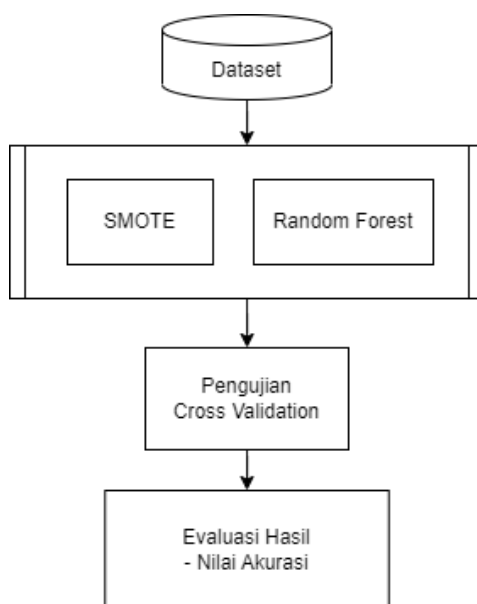 Dataset
SMOTE
Random Forest
Pengujian
Cross Validation
Evaluasi Hasil
- Nilai Akurasi